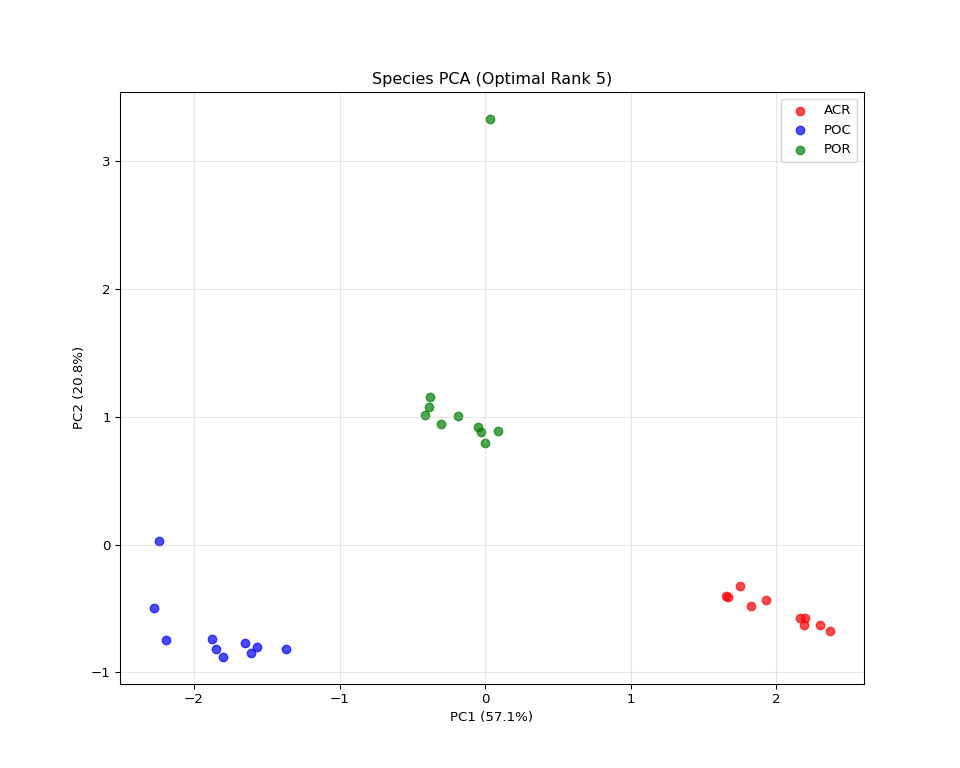 Species PCA (Optimal Rank 5)
ACR
POC
POR
3
2
1
0
−1
PC2 (20.8%)
−2
−1
0
1
2
PC1 (57.1%)